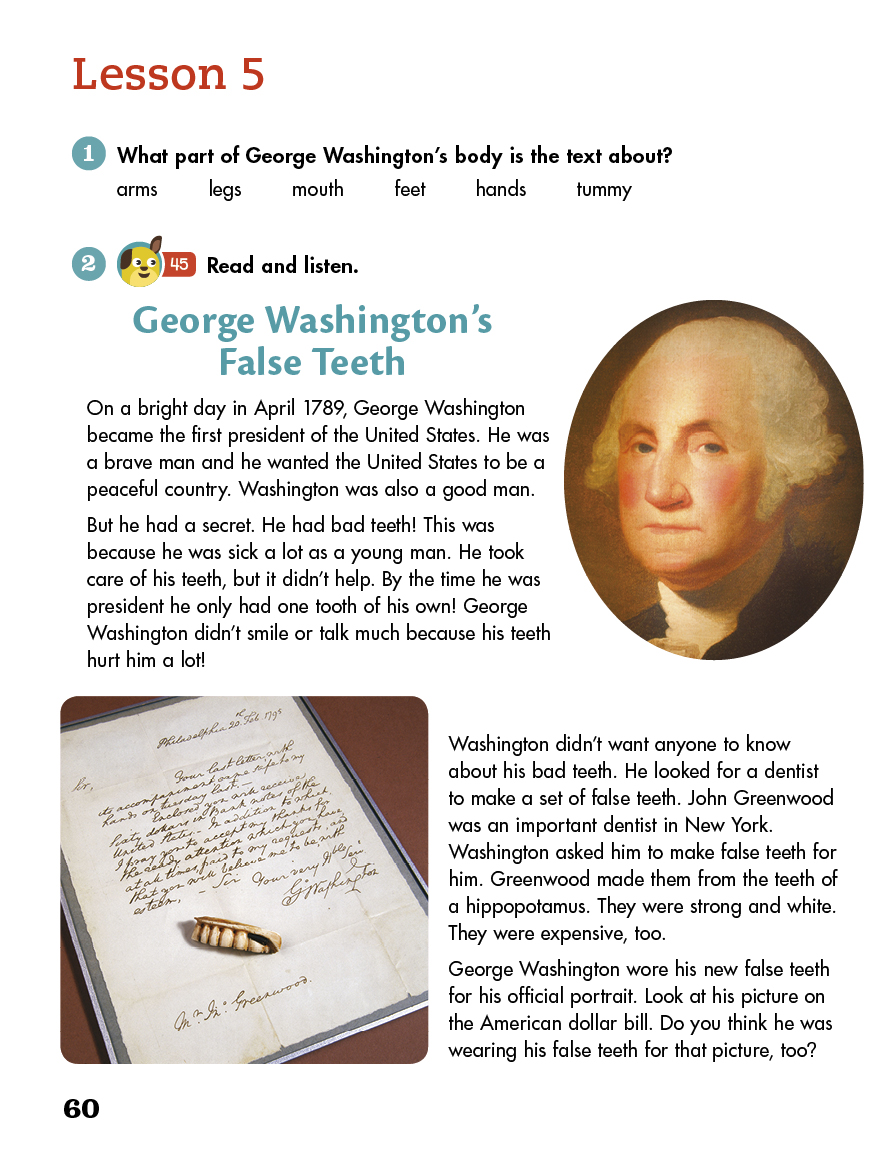 Lesson 5
1 What part of George Washington's body is the text about?
arms legs mouth feet hands tummy
2 45 Read and listen.
George Washington's
False Teeth
On a bright day in April 1789, George Washington
became the first president of the United States. He was
a brave man and he wanted the United States to be a
peaceful country. Washington was also a good man.
But he had a secret. He had bad teeth! This was
because he was sick a lot as a young man. He took
care of his teeth, but it didn't help. By the time he was
president he only had one tooth of his own! George
Washington didn't smile or talk much because his teeth
hurt him a lot!
Philadelphia 20th Feb. 1795
Sir,
Your last letter, with
its accompaniment came safe to my
hands on tuesday last.—
Enclosed you will receive
sixty dollars in Bank notes of the
United States.— In addition to which,
I pray you to accept my thanks for
the ready attention which you have
at all times, paid to my requests; and
that you will believe me to be, with
esteem, — Sir Your very Hble Ser
Go Washington
Mr. Jno. Greenwood.
Washington didn't want anyone to know
about his bad teeth. He looked for a dentist
to make a set of false teeth. John Greenwood
was an important dentist in New York.
Washington asked him to make false teeth for
him. Greenwood made them from the teeth of
a hippopotamus. They were strong and white.
They were expensive, too.
George Washington wore his new false teeth
for his official portrait. Look at his picture on
the American dollar bill. Do you think he was
wearing his false teeth for that picture, too?
60